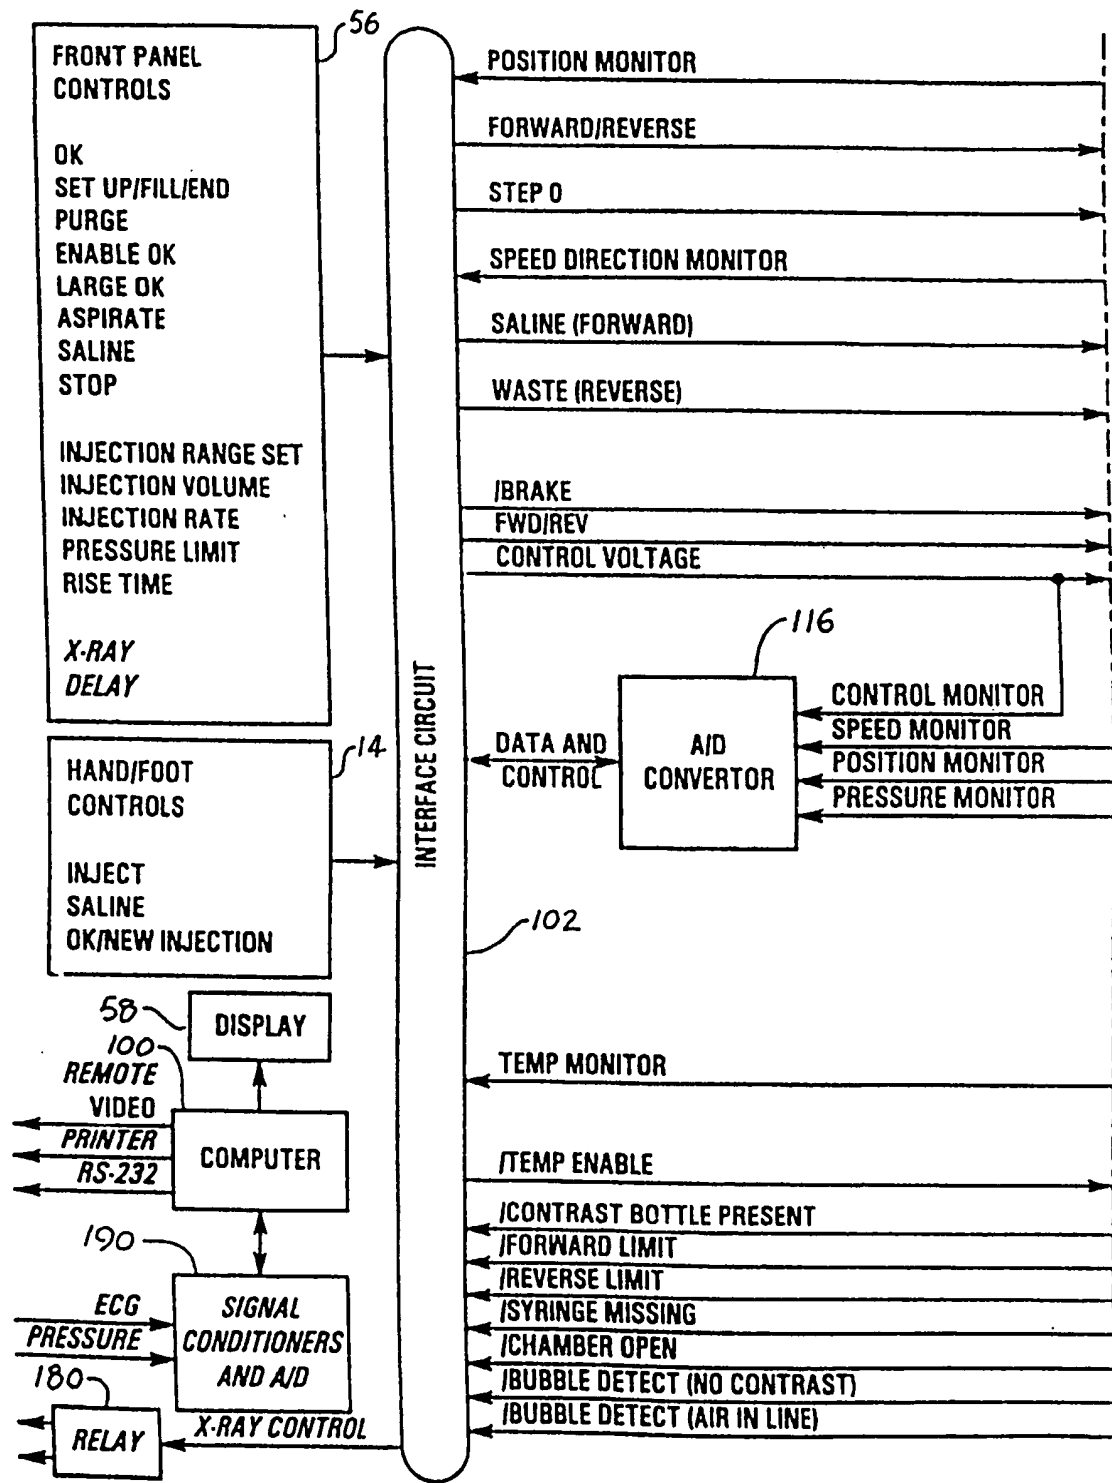 56
FRONT PANEL
CONTROLS
OK
SET UP/FILL/END
PURGE
ENABLE OK
LARGE OK
ASPIRATE
SALINE
STOP
INJECTION RANGE SET
INJECTION VOLUME
INJECTION RATE
PRESSURE LIMIT
RISE TIME
X-RAY
DELAY
14
HAND/FOOT
CONTROLS
INJECT
SALINE
OK/NEW INJECTION
58
DISPLAY
100
REMOTE
VIDEO
PRINTER
RS-232
COMPUTER
190
ECG
PRESSURE
SIGNAL
CONDITIONERS
AND A/D
180
RELAY
X-RAY CONTROL
INTERFACE CIRCUIT
102
POSITION MONITOR
FORWARD/REVERSE
STEP 0
SPEED DIRECTION MONITOR
SALINE (FORWARD)
WASTE (REVERSE)
/BRAKE
FWD/REV
CONTROL VOLTAGE
116
DATA AND
CONTROL
A/D
CONVERTOR
CONTROL MONITOR
SPEED MONITOR
POSITION MONITOR
PRESSURE MONITOR
TEMP MONITOR
/TEMP ENABLE
/CONTRAST BOTTLE PRESENT
/FORWARD LIMIT
/REVERSE LIMIT
/SYRINGE MISSING
/CHAMBER OPEN
/BUBBLE DETECT (NO CONTRAST)
/BUBBLE DETECT (AIR IN LINE)